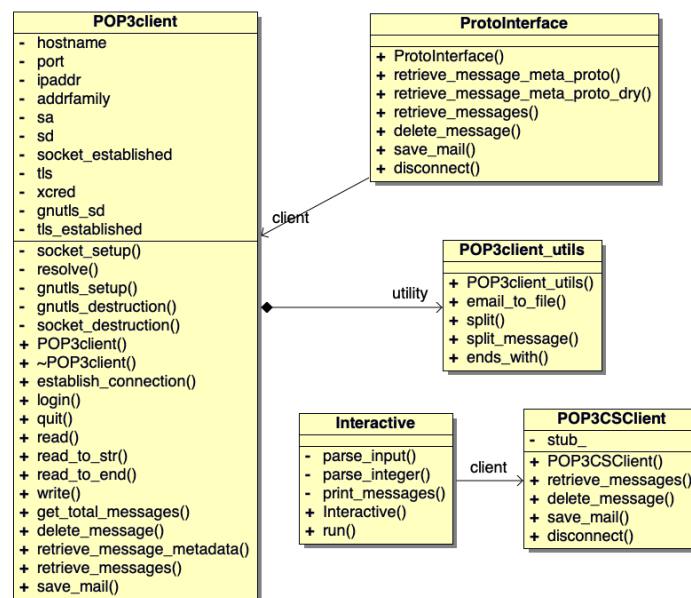 POP3client
- hostname
- port
- ipaddr
- addrfamily
- sa
- sd
- socket_established
- tls
- xcred
- gnutls_sd
- tls_established
- socket_setup()
- resolve()
- gnutls_setup()
- gnutls_destruction()
- socket_destruction()
+ POP3client()
+ ~POP3client()
+ establish_connection()
+ login()
+ quit()
+ read()
+ read_to_str()
+ read_to_end()
+ write()
+ get_total_messages()
+ delete_message()
+ retrieve_message_metadata()
+ retrieve_messages()
+ save_mail()
ProtoInterface
+ ProtoInterface()
+ retrieve_message_meta_proto()
+ retrieve_message_meta_proto_dry()
+ retrieve_messages()
+ delete_message()
+ save_mail()
+ disconnect()
client
utility
POP3client_utils
+ POP3client_utils()
+ email_to_file()
+ split()
+ split_message()
+ ends_with()
Interactive
- parse_input()
- parse_integer()
- print_messages()
+ Interactive()
+ run()
client
POP3CSClient
- stub_
+ POP3CSClient()
+ retrieve_messages()
+ delete_message()
+ save_mail()
+ disconnect()